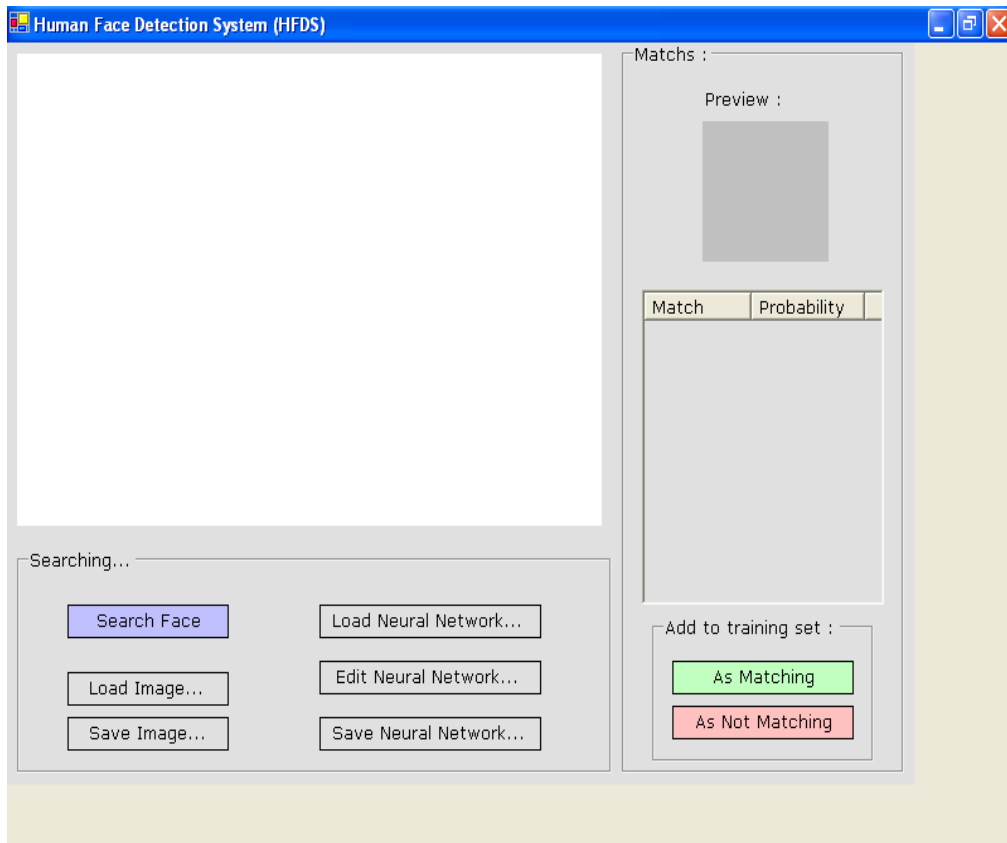 Human Face Detection System (HFDS)
Matchs :
Preview :
Match Probability
Searching...
Search Face
Load Neural Network...
Load Image...
Edit Neural Network...
Save Image...
Save Neural Network...
Add to training set :
As Matching
As Not Matching